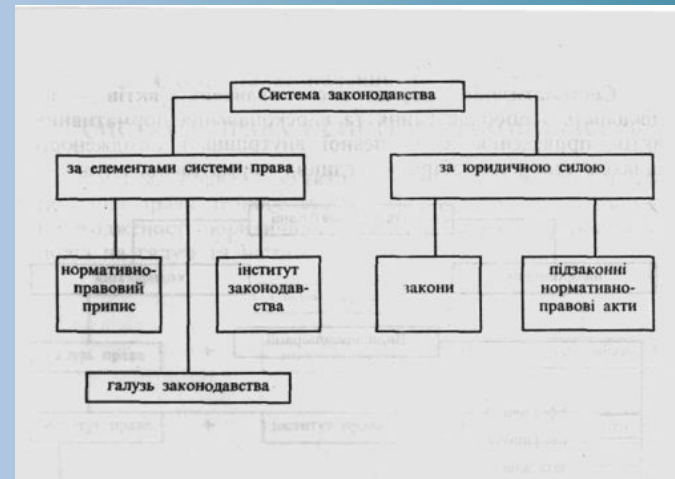 Система законодавства
за елементами системи права
за юридичною силою
нормативно-
правовий
припис
інститут
законодав-
ства
закони
підзаконні
нормативно-
правові акти
галузь законодавства